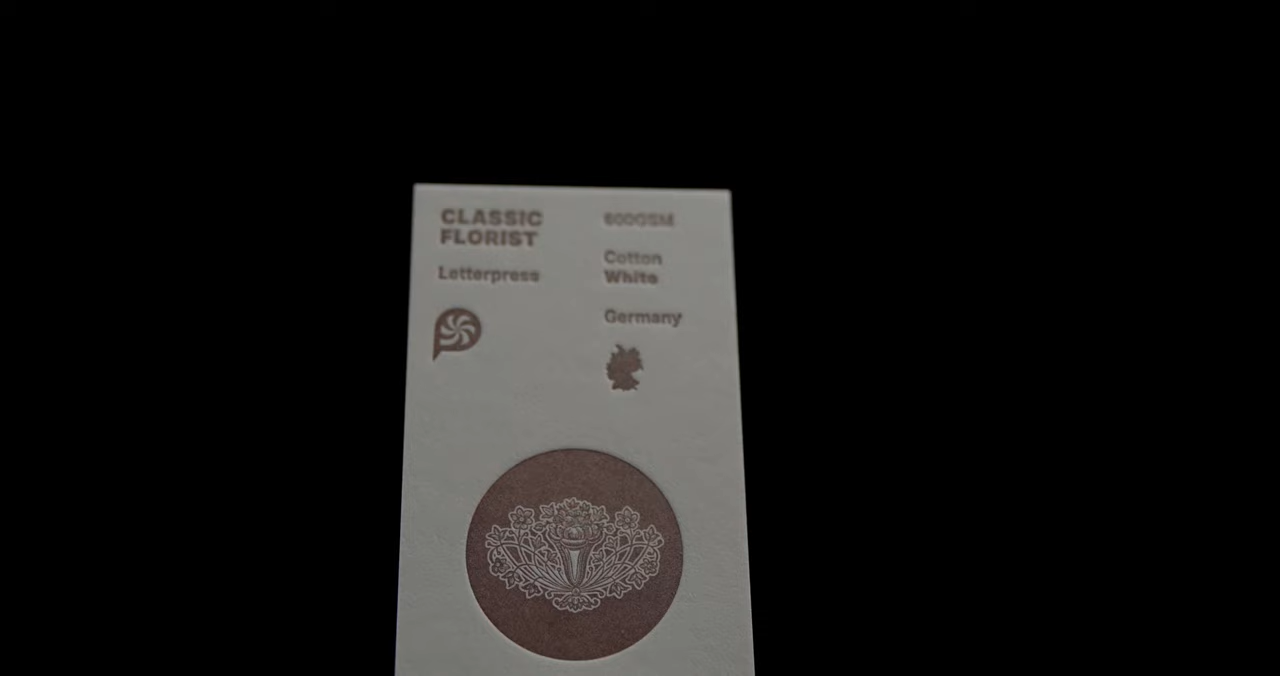 CLASSIC
FLORIST
Letterpress
600GSM
Cotton
White
Germany